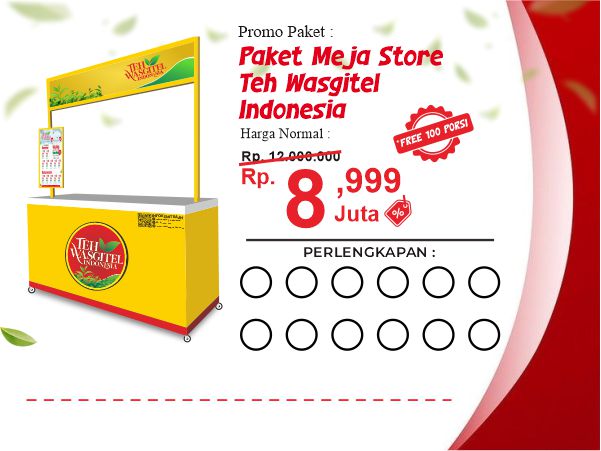 Promo Paket :
Paket Meja Store
Teh Wasgitel
Indonesia
Harga Normal :
Rp. 12.000.000
Rp. 8,999
Juta
%
*FREE 100 PORSI
PERLENGKAPAN :
TEH
WASGITEL
INDONESIA
TEH
WASGITEL
INDONESIA